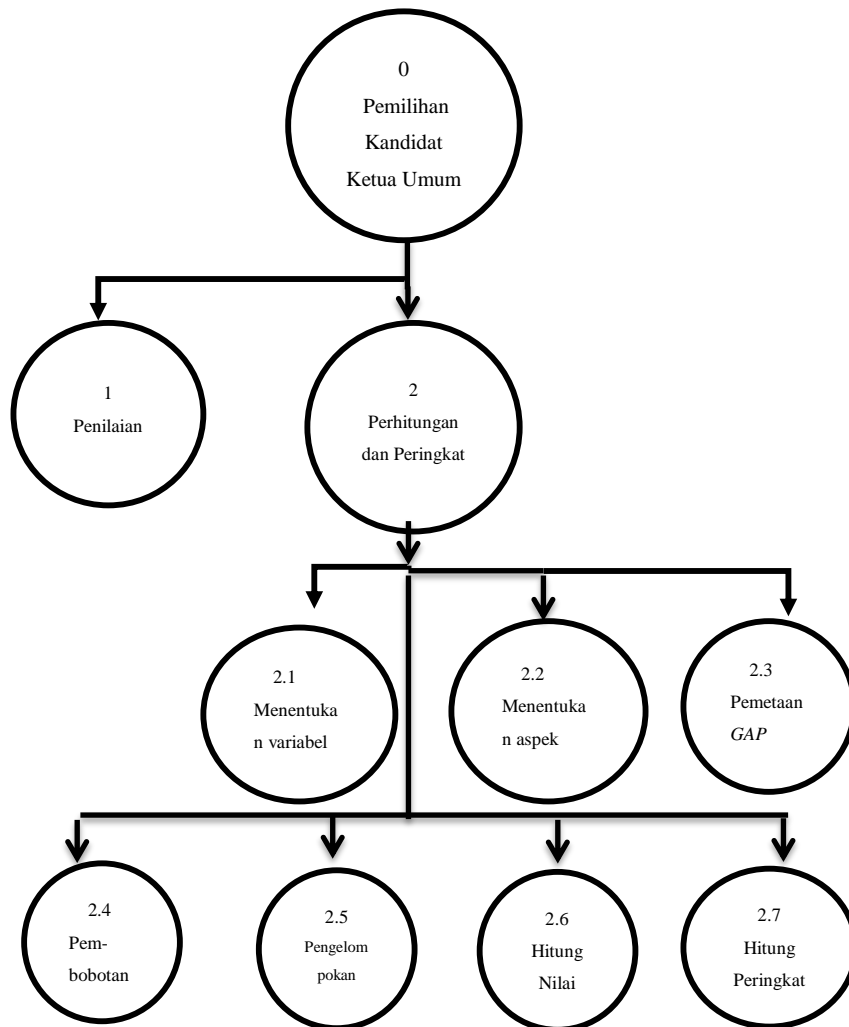 0
Pemilihan
Kandidat
Ketua Umum
1
Penilaian
2
Perhitungan
dan Peringkat
2.1
Menentuka
n variabel
2.2
Menentuka
n aspek
2.3
Pemetaan
GAP
2.4
Pem-
bobotan
2.5
Pengelom
pokan
2.6
Hitung
Nilai
2.7
Hitung
Peringkat